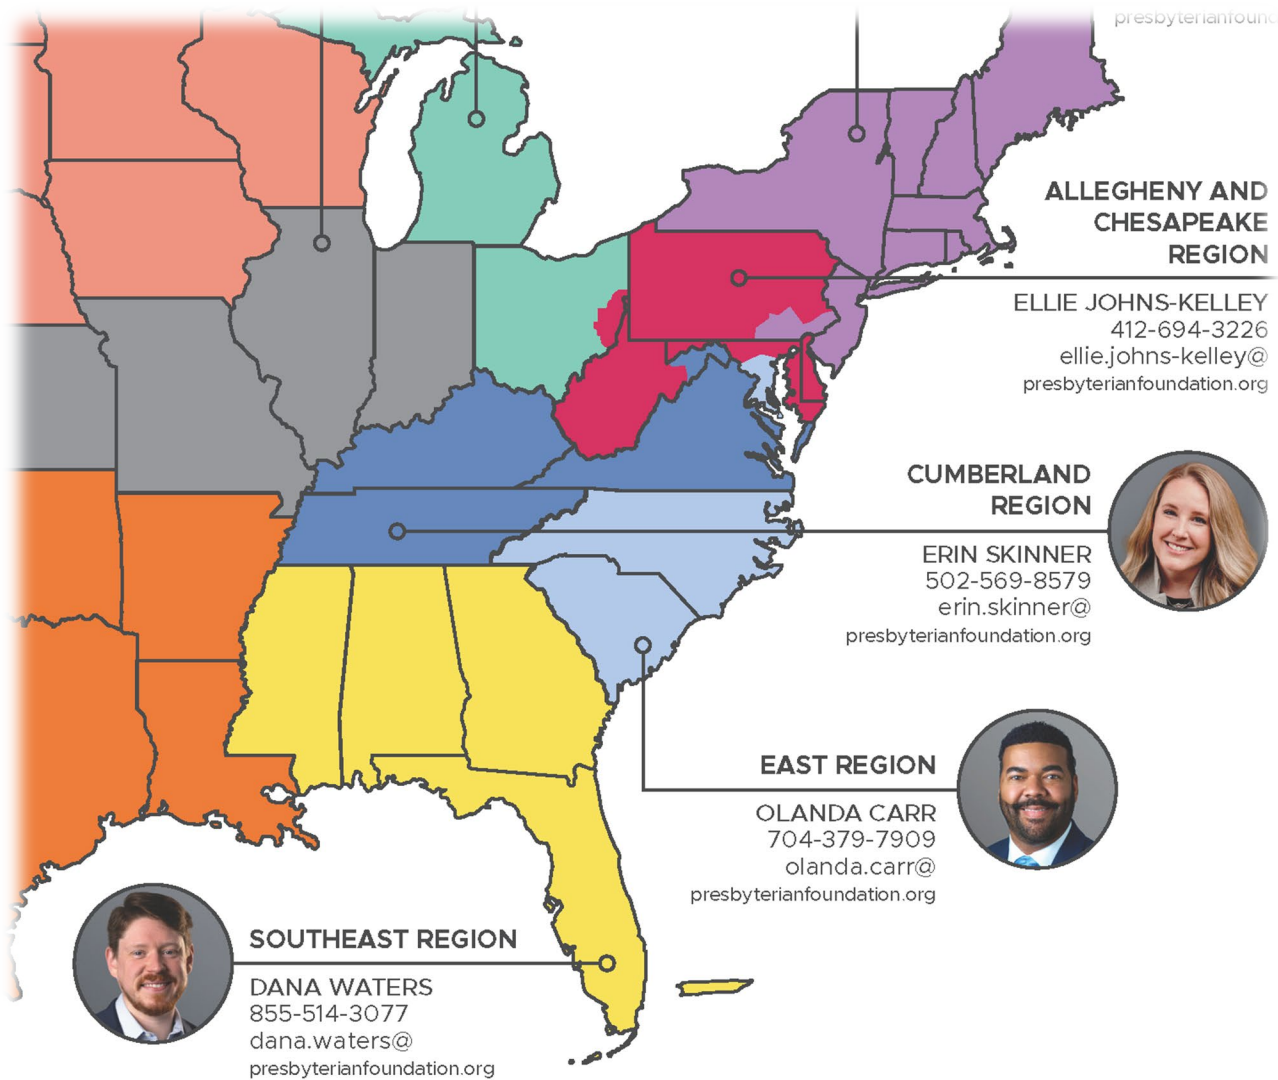 presbyterianfound
ALLEGHENY AND
CHESAPEAKE
REGION
ELLIE JOHNS-KELLEY
412-694-3226
ellie.johns-kelley@
presbyterianfoundation.org
CUMBERLAND
REGION
ERIN SKINNER
502-569-8579
erin.skinner@
presbyterianfoundation.org
EAST REGION
OLANDA CARR
704-379-7909
olanda.carr@
presbyterianfoundation.org
SOUTHEAST REGION
DANA WATERS
855-514-3077
dana.waters@
presbyterianfoundation.org